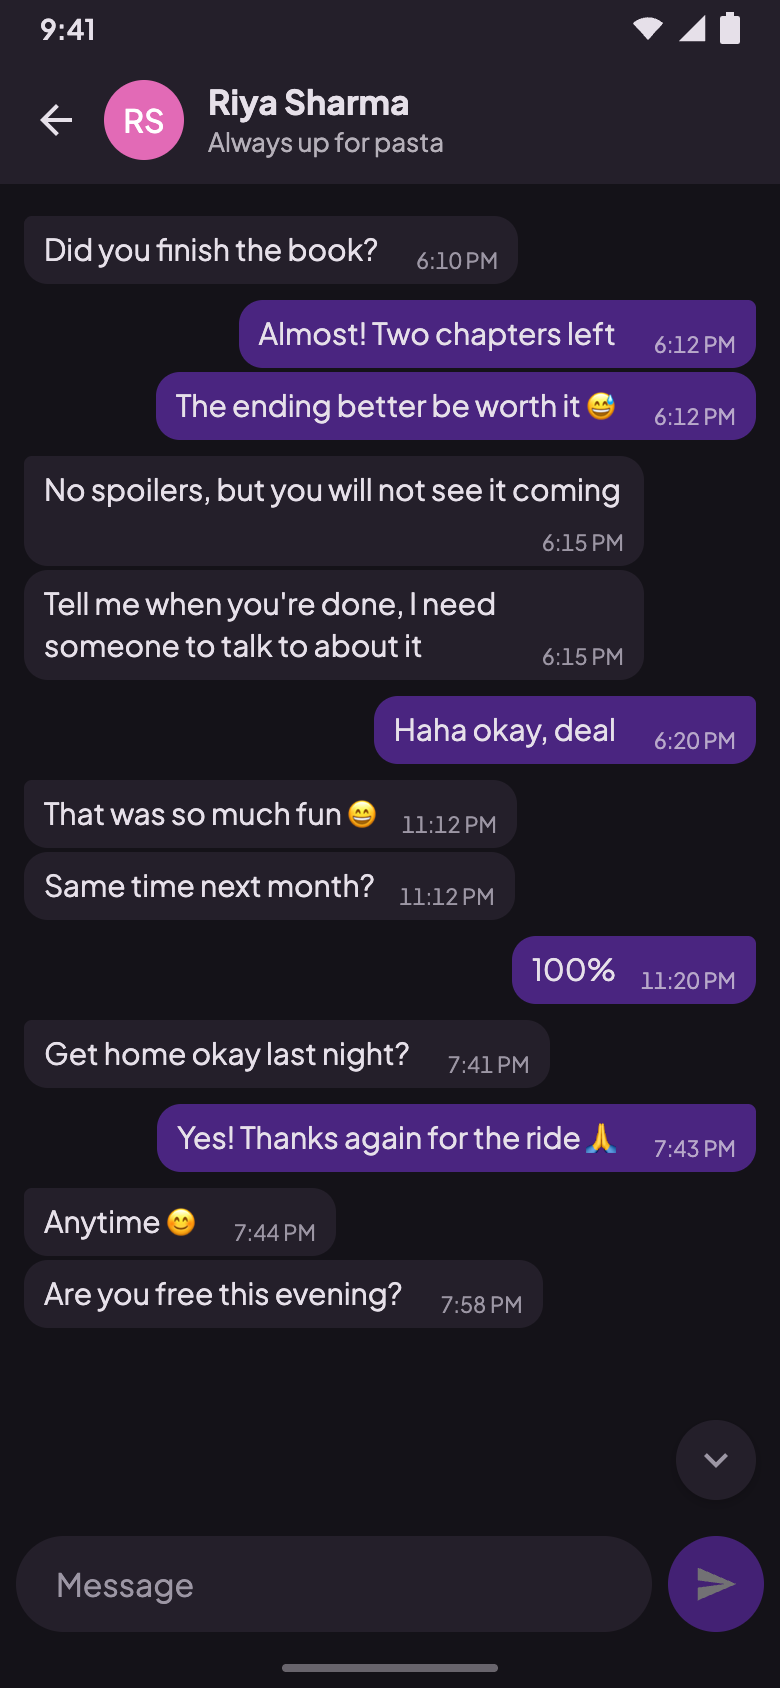 9:41
RS
Riya Sharma
Always up for pasta
Did you finish the book? 6:10 PM
Almost! Two chapters left 6:12 PM
The ending better be worth it 😅 6:12 PM
No spoilers, but you will not see it coming
6:15 PM
Tell me when you're done, I need
someone to talk to about it 6:15 PM
Haha okay, deal 6:20 PM
That was so much fun 😄 11:12 PM
Same time next month? 11:12 PM
100% 11:20 PM
Get home okay last night? 7:41 PM
Yes! Thanks again for the ride 🙏 7:43 PM
Anytime 😊 7:44 PM
Are you free this evening? 7:58 PM
Message